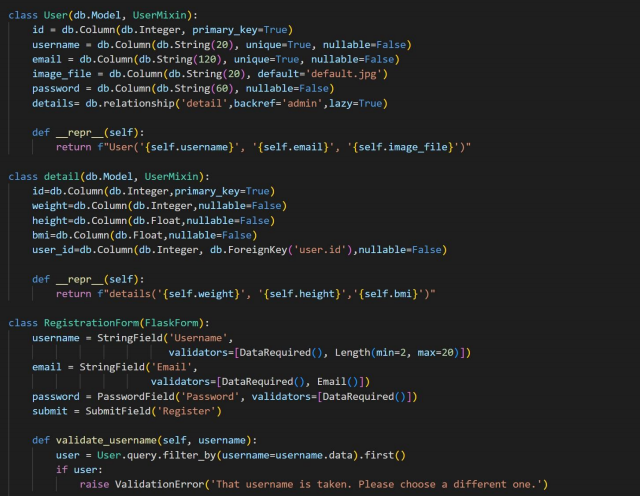 class User(db.Model, UserMixin):
    id = db.Column(db.Integer, primary_key=True)
    username = db.Column(db.String(20), unique=True, nullable=False)
    email = db.Column(db.String(120), unique=True, nullable=False)
    image_file = db.Column(db.String(20), default='default.jpg')
    password = db.Column(db.String(60), nullable=False)
    details= db.relationship('detail',backref='admin',lazy=True)
    def __repr__(self):
        return f"User('{self.username}', '{self.email}', '{self.image_file}')"
class detail(db.Model, UserMixin):
    id=db.Column(db.Integer,primary_key=True)
    weight=db.Column(db.Integer,nullable=False)
    height=db.Column(db.Float,nullable=False)
    bmi=db.Column(db.Float,nullable=False)
    user_id=db.Column(db.Integer, db.ForeignKey('user.id'),nullable=False)
    def __repr__(self):
        return f"details('{self.weight}', '{self.height}','{self.bmi}')"
class RegistrationForm(FlaskForm):
    username = StringField('Username',
                           validators=[DataRequired(), Length(min=2, max=20)])
    email = StringField('Email',
                        validators=[DataRequired(), Email()])
    password = PasswordField('Password', validators=[DataRequired()])
    submit = SubmitField('Register')
    def validate_username(self, username):
        user = User.query.filter_by(username=username.data).first()
        if user:
            raise ValidationError('That username is taken. Please choose a different one.')